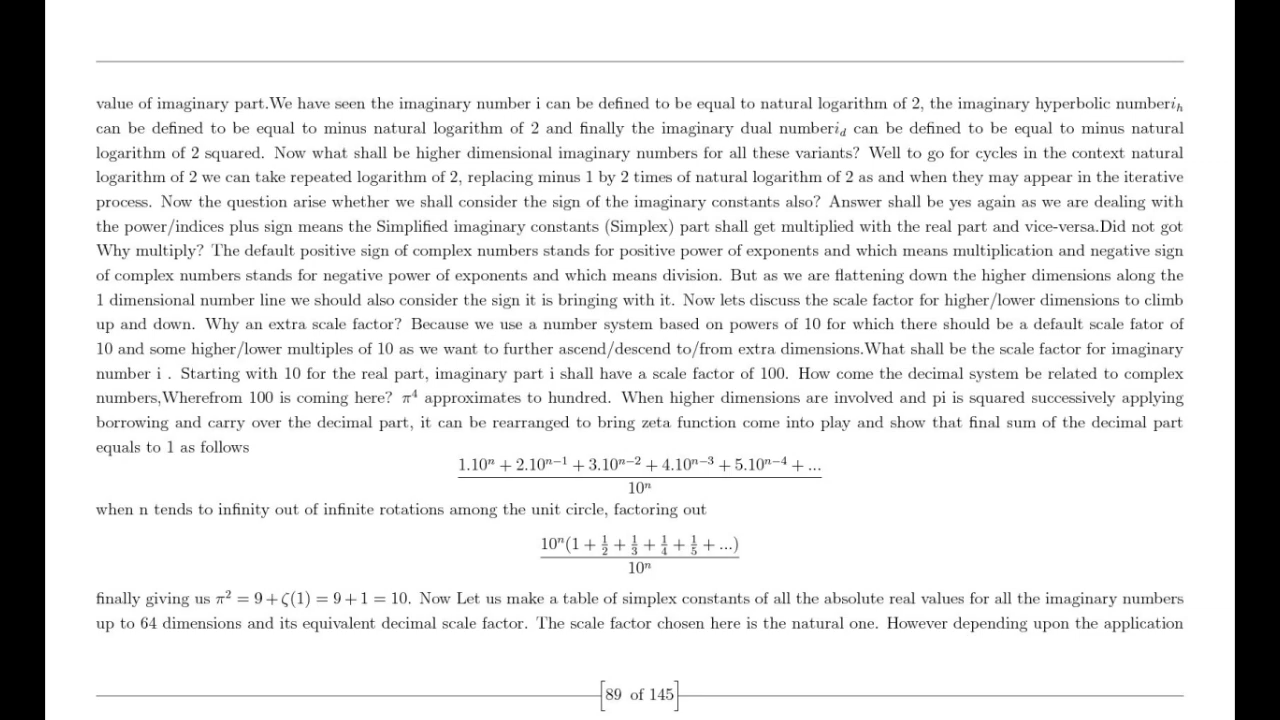 value of imaginary part.We have seen the imaginary number i can be defined to be equal to natural logarithm of 2, the imaginary hyperbolic number𝑖ₕ
can be defined to be equal to minus natural logarithm of 2 and finally the imaginary dual number𝑖_d can be defined to be equal to minus natural
logarithm of 2 squared. Now what shall be higher dimensional imaginary numbers for all these variants? Well to go for cycles in the context natural
logarithm of 2 we can take repeated logarithm of 2, replacing minus 1 by 2 times of natural logarithm of 2 as and when they may appear in the iterative
process. Now the question arise whether we shall consider the sign of the imaginary constants also? Answer shall be yes again as we are dealing with
the power/indices plus sign means the Simplified imaginary constants (Simplex) part shall get multiplied with the real part and vice-versa.Did not got
Why multiply? The default positive sign of complex numbers stands for positive power of exponents and which means multiplication and negative sign
of complex numbers stands for negative power of exponents and which means division. But as we are flattening down the higher dimensions along the
1 dimensional number line we should also consider the sign it is bringing with it. Now lets discuss the scale factor for higher/lower dimensions to climb
up and down. Why an extra scale factor? Because we use a number system based on powers of 10 for which there should be a default scale fator of
10 and some higher/lower multiples of 10 as we want to further ascend/descend to/from extra dimensions.What shall be the scale factor for imaginary
number i . Starting with 10 for the real part, imaginary part i shall have a scale factor of 100. How come the decimal system be related to complex
numbers,Wherefrom 100 is coming here? π⁴ approximates to hundred. When higher dimensions are involved and pi is squared successively applying
borrowing and carry over the decimal part, it can be rearranged to bring zeta function come into play and show that final sum of the decimal part
equals to 1 as follows
1.10ⁿ + 2.10ⁿ⁻¹ + 3.10ⁿ⁻² + 4.10ⁿ⁻³ + 5.10ⁿ⁻⁴ + ...
10ⁿ
when n tends to infinity out of infinite rotations among the unit circle, factoring out
10ⁿ(1 + 1/2 + 1/3 + 1/4 + 1/5 + ...)
10ⁿ
finally giving us π² = 9 + ζ(1) = 9 + 1 = 10. Now Let us make a table of simplex constants of all the absolute real values for all the imaginary numbers
up to 64 dimensions and its equivalent decimal scale factor. The scale factor chosen here is the natural one. However depending upon the application
[89 of 145]